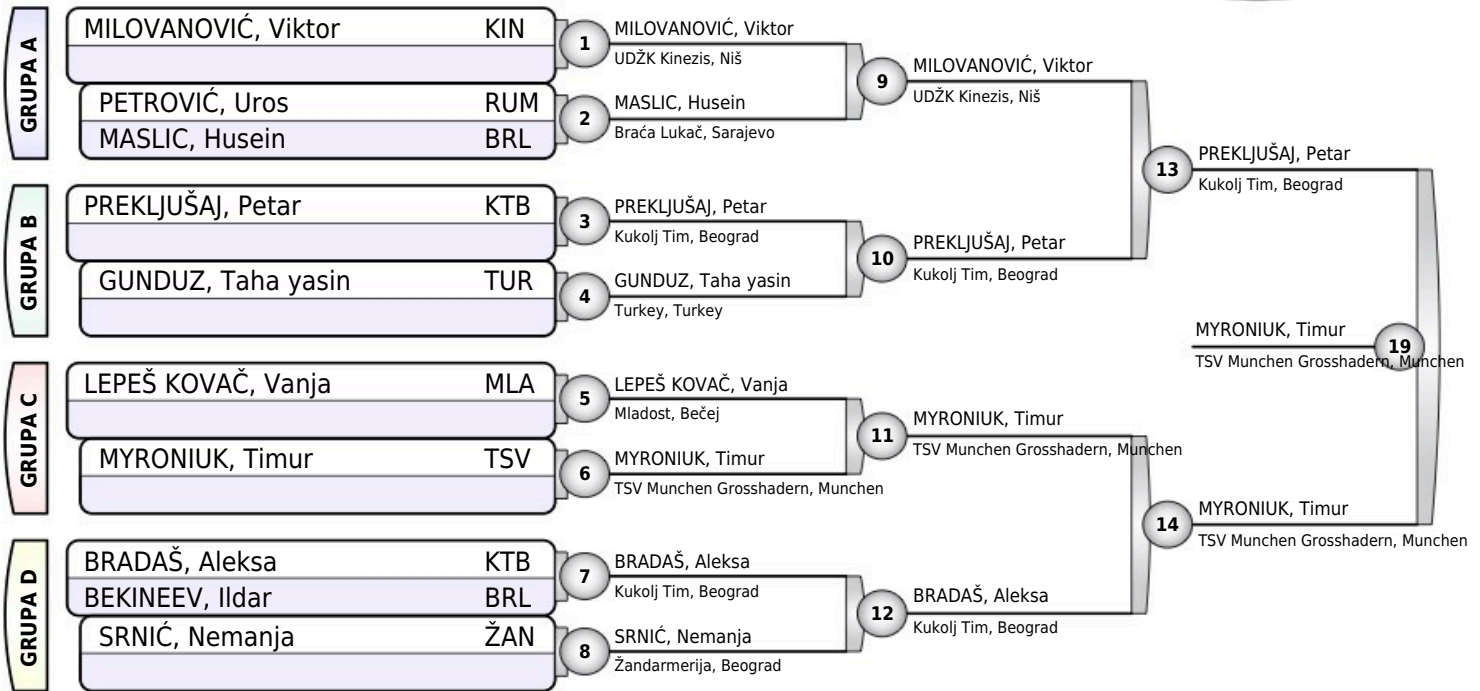 GRUPA A
MILOVANOVIĆ, Viktor KIN
PETROVIĆ, Uros RUM
MASLIC, Husein BRL
GRUPA B
PREKLJUŠAJ, Petar KTB
GUNDUZ, Taha yasin TUR
GRUPA C
LEPEŠ KOVAČ, Vanja MLA
MYRONIUK, Timur TSV
GRUPA D
BRADAŠ, Aleksa KTB
BEKINEEV, Ildar BRL
SRNIĆ, Nemanja ŽAN
1
MILOVANOVIĆ, Viktor
UDŽK Kinezis, Niš
2
MASLIC, Husein
Braća Lukač, Sarajevo
3
PREKLJUŠAJ, Petar
Kukolj Tim, Beograd
4
GUNDUZ, Taha yasin
Turkey, Turkey
5
LEPEŠ KOVAČ, Vanja
Mladost, Bečej
6
MYRONIUK, Timur
TSV Munchen Grosshadern, Munchen
7
BRADAŠ, Aleksa
Kukolj Tim, Beograd
8
SRNIĆ, Nemanja
Žandarmerija, Beograd
9
MILOVANOVIĆ, Viktor
UDŽK Kinezis, Niš
10
PREKLJUŠAJ, Petar
Kukolj Tim, Beograd
11
MYRONIUK, Timur
TSV Munchen Grosshadern, Munchen
12
BRADAŠ, Aleksa
Kukolj Tim, Beograd
13
PREKLJUŠAJ, Petar
Kukolj Tim, Beograd
14
MYRONIUK, Timur
TSV Munchen Grosshadern, Munchen
19
MYRONIUK, Timur
TSV Munchen Grosshadern, Munchen